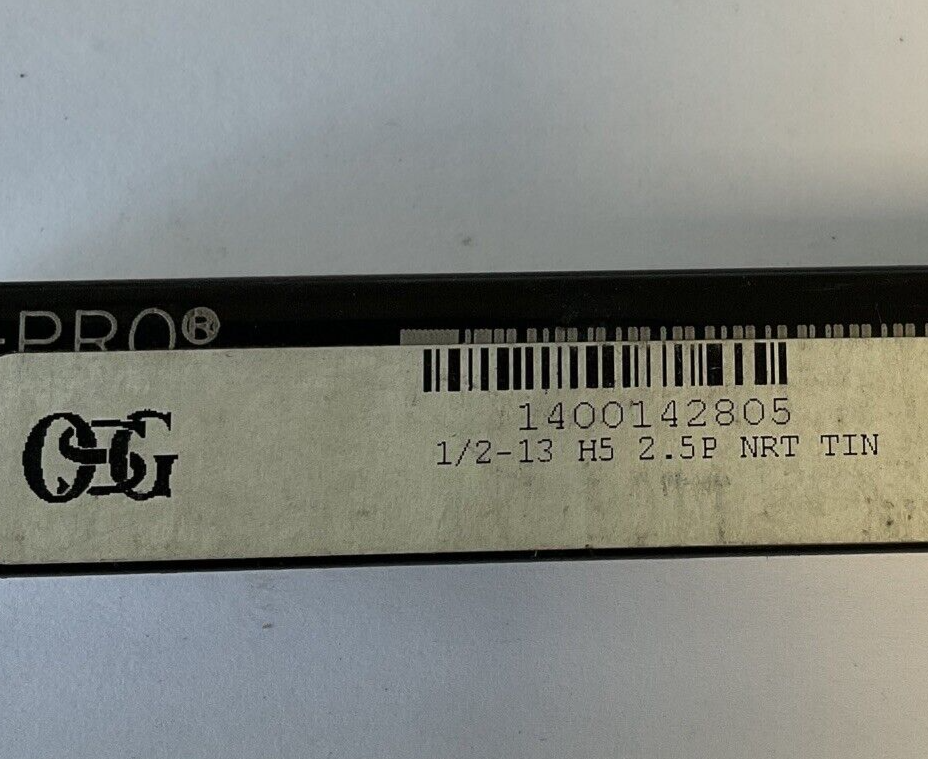 -PRO®
OSG
1400142805
1/2-13 H5 2.5P NRT TIN